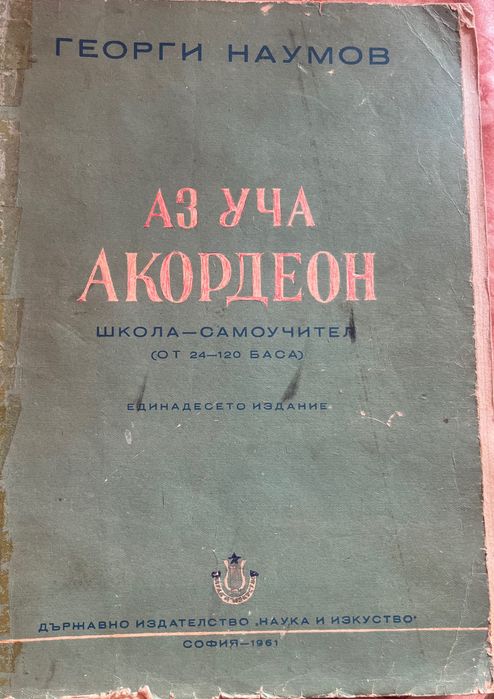 ГЕОРГИ НАУМОВ
АЗ УЧА
АКОРДЕОН
ШКОЛА—САМОУЧИТЕЛ
(ОТ 24—120 БАСА)
ЕДИНАДЕСЕТО ИЗДАНИЕ
ДЪРЖАВНО ИЗДАТЕЛСТВО „НАУКА И ИЗКУСТВО"
СОФИЯ—1961